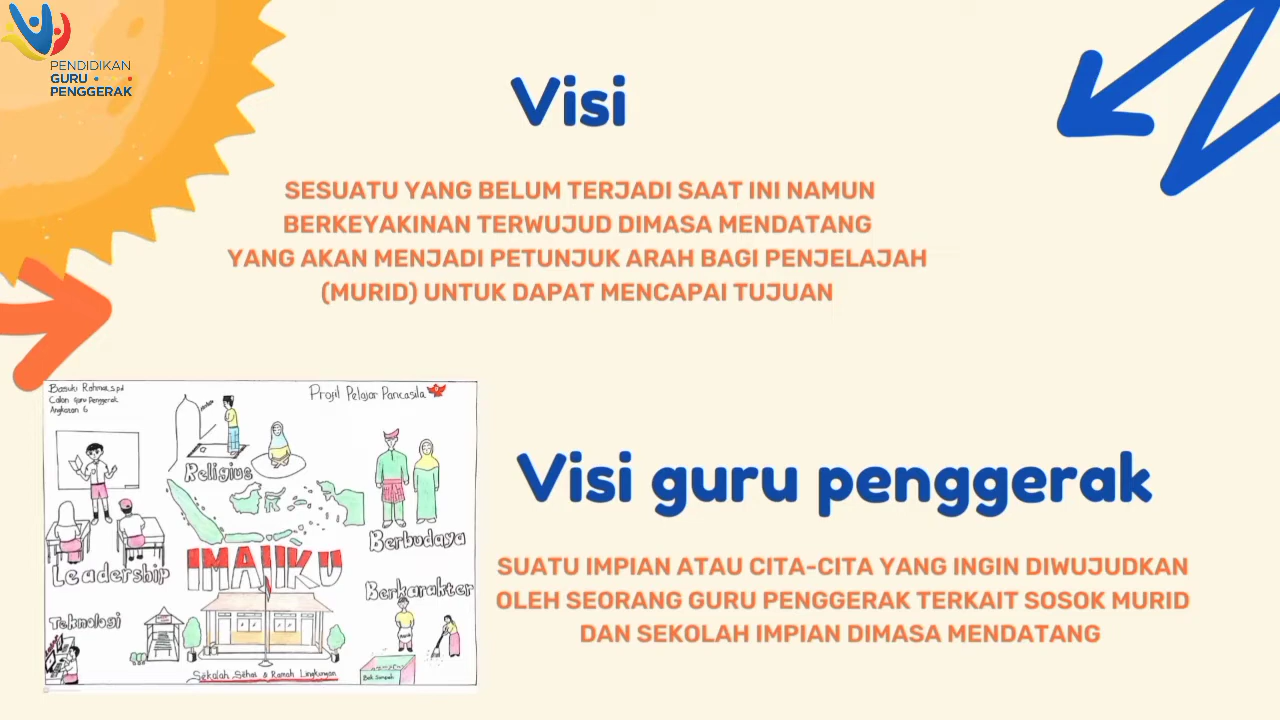 PENDIDIKAN
GURU
PENGGERAK
Visi
SESUATU YANG BELUM TERJADI SAAT INI NAMUN
BERKEYAKINAN TERWUJUD DIMASA MENDATANG
YANG AKAN MENJADI PETUNJUK ARAH BAGI PENJELAJAH
(MURID) UNTUK DAPAT MENCAPAI TUJUAN
Basuki Rahmat, S.Pd
Calon Guru Penggerak
Angkatan 6
Profil Pelajar Pancasila
Religius
Berbudaya
IMAJIKU
Leadership
Berkarakter
Teknologi
Sekolah Sehat & Ramah Lingkungan
Bak Sampah
Visi guru penggerak
SUATU IMPIAN ATAU CITA-CITA YANG INGIN DIWUJUDKAN
OLEH SEORANG GURU PENGGERAK TERKAIT SOSOK MURID
DAN SEKOLAH IMPIAN DIMASA MENDATANG